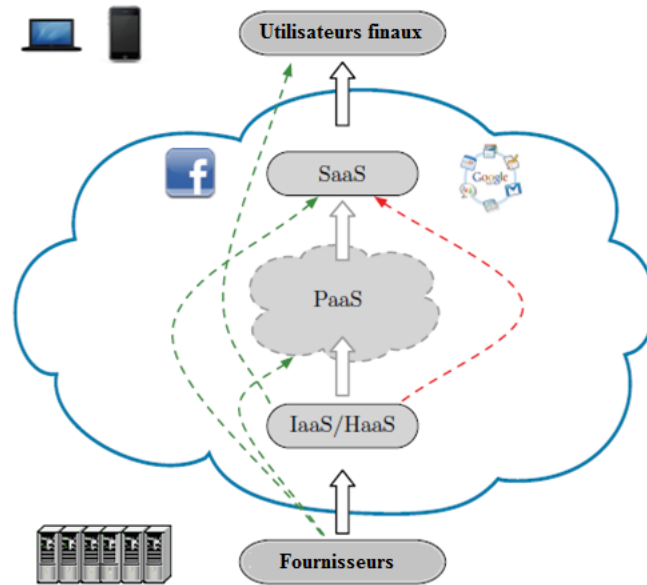 Utilisateurs finaux
f
SaaS
Google
PaaS
IaaS/HaaS
Fournisseurs